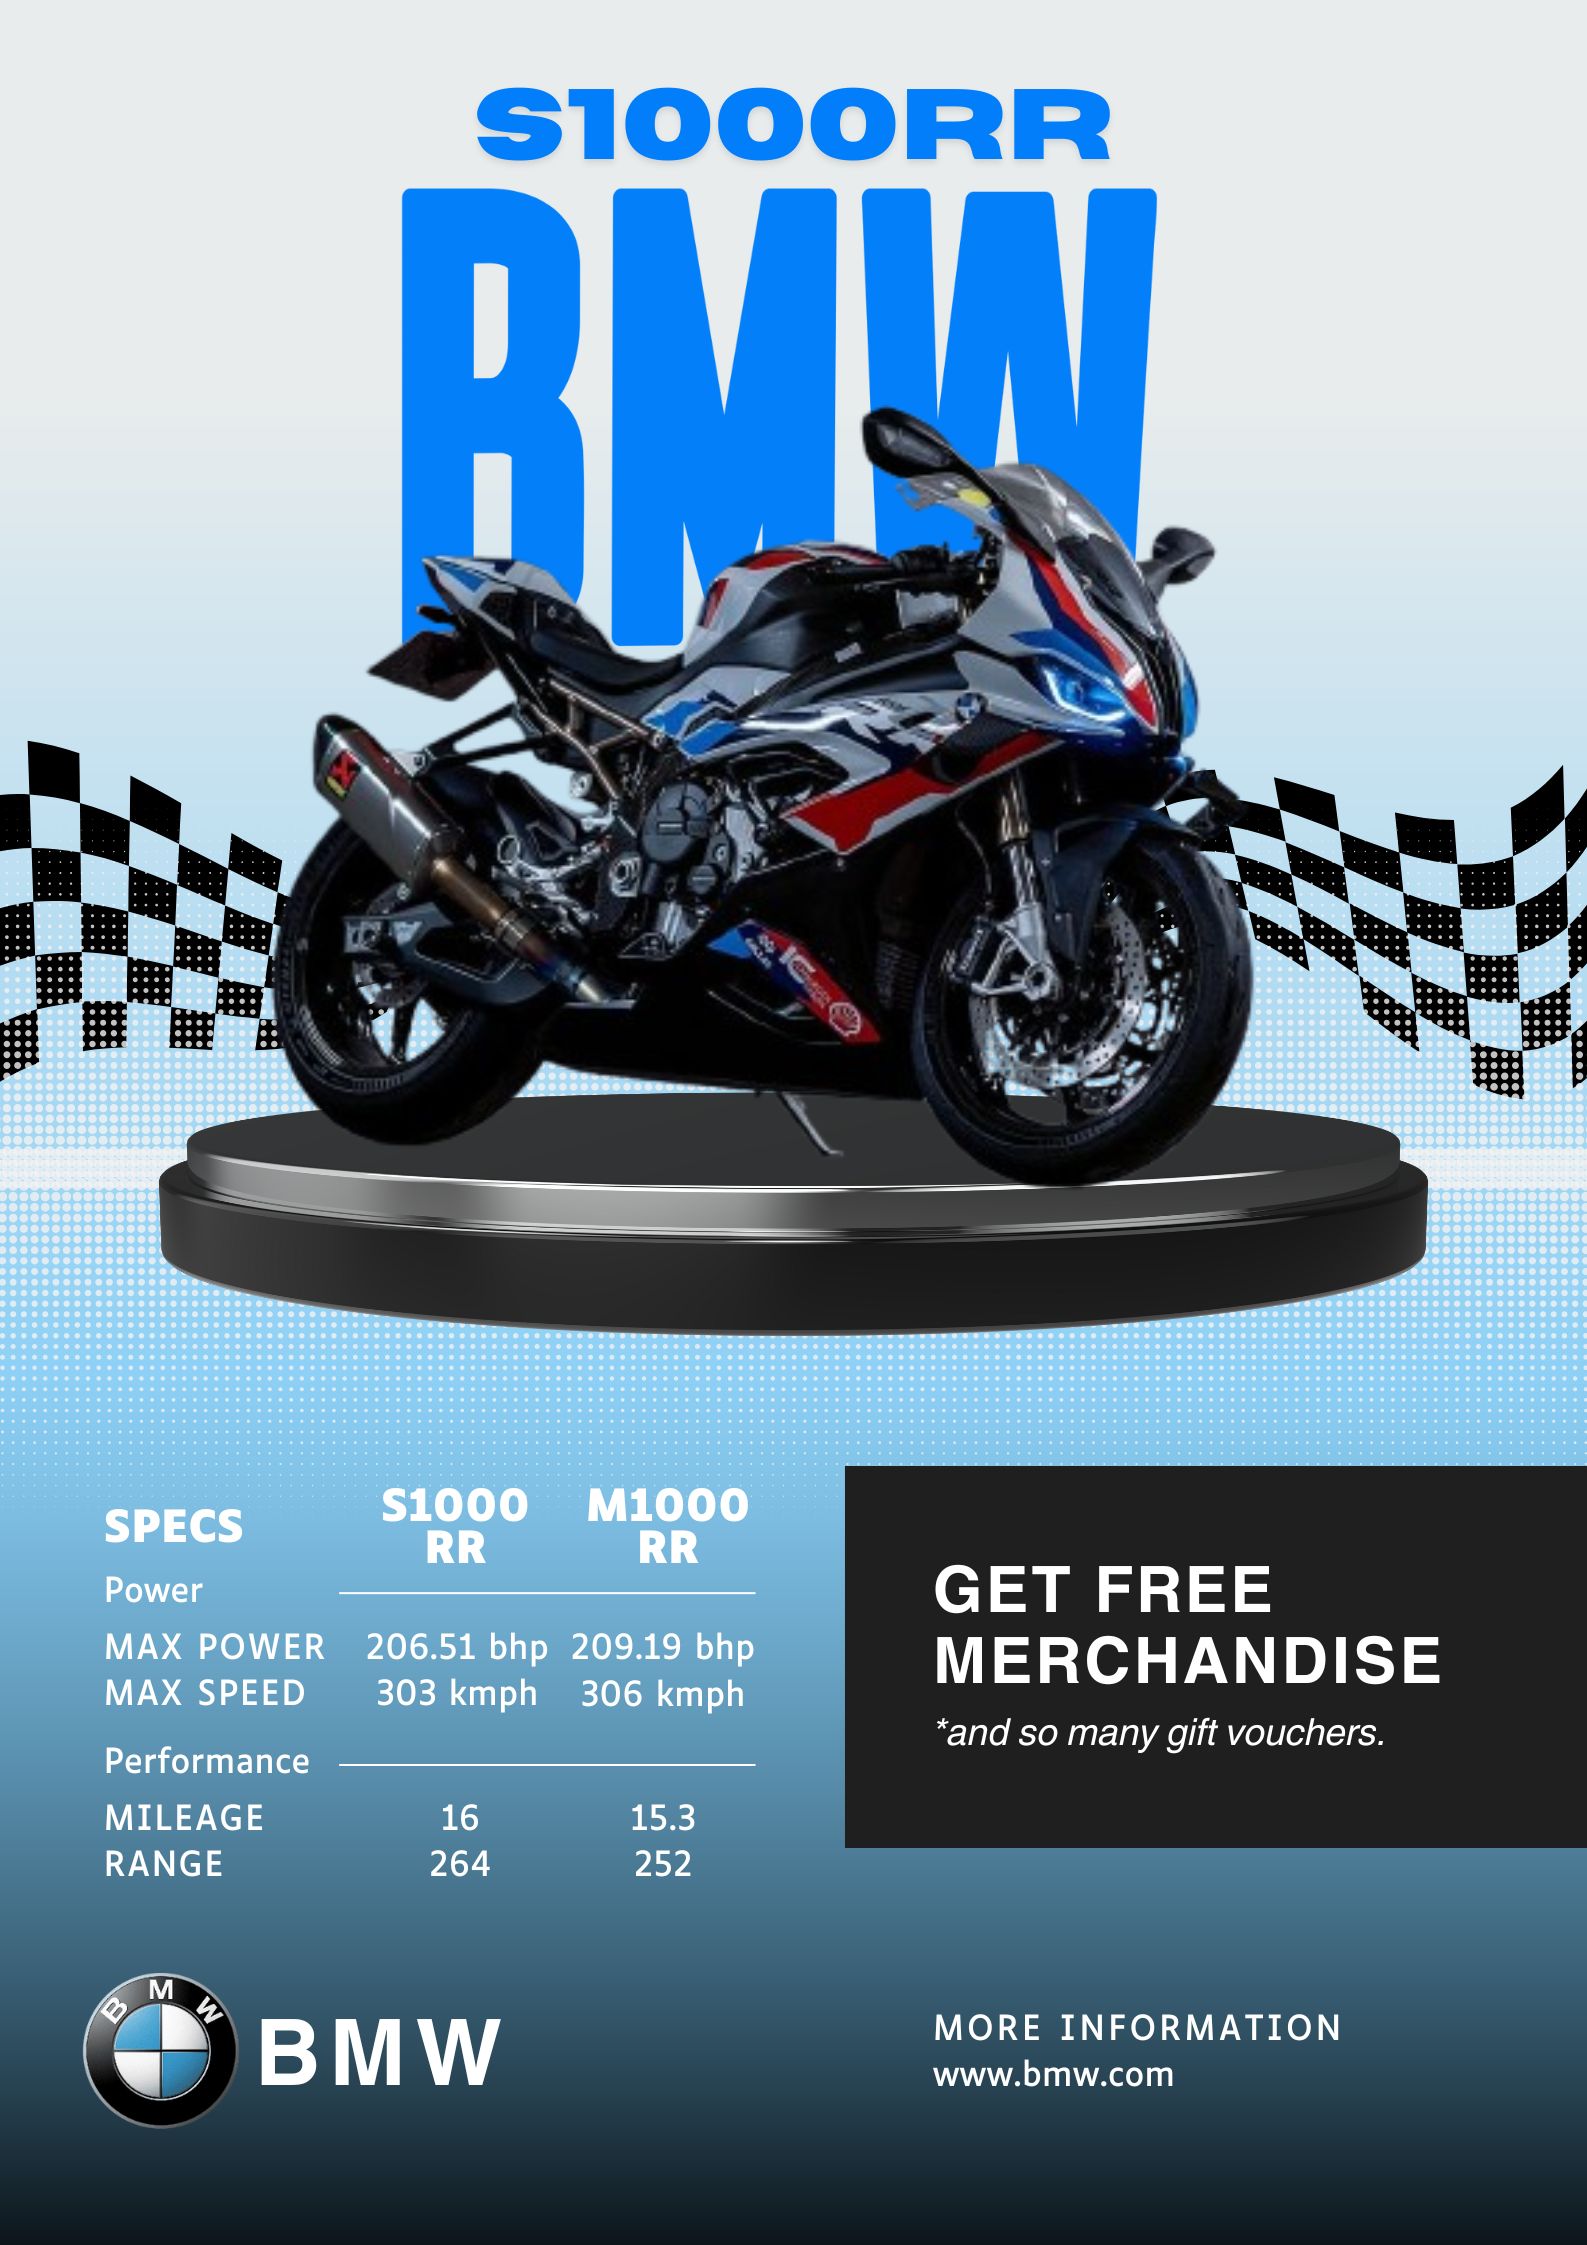 S1000RR
BMW
RR
SPECS S1000 RR M1000 RR
Power
MAX POWER 206.51 bhp 209.19 bhp
MAX SPEED 303 kmph 306 kmph
Performance
MILEAGE 16 15.3
RANGE 264 252
GET FREE
MERCHANDISE
*and so many gift vouchers.
BMW
BMW
MORE INFORMATION
www.bmw.com